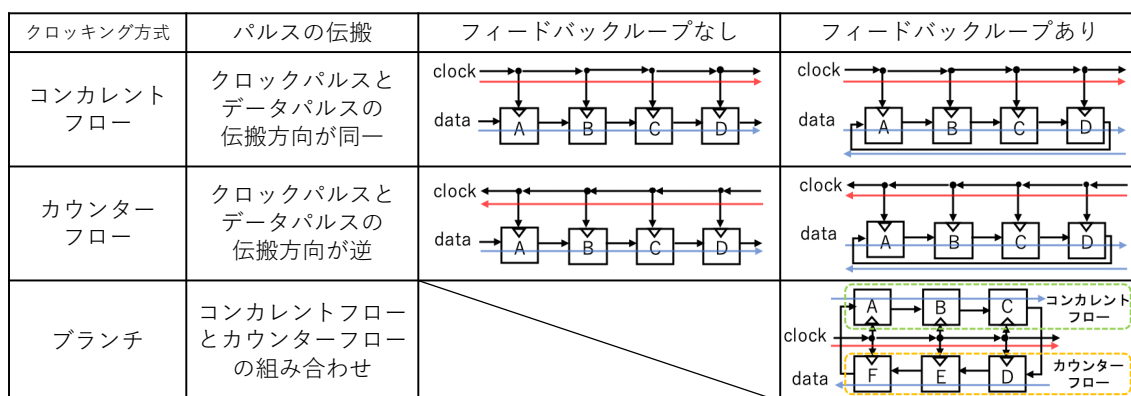 クロッキング方式
パルスの伝搬
フィードバックループなし
フィードバックループあり
コンカレント
フロー
クロックパルスと
データパルスの
伝搬方向が同一
clock
data
A
B
C
D
clock
data
A
B
C
D
カウンター
フロー
クロックパルスと
データパルスの
伝搬方向が逆
clock
data
A
B
C
D
clock
data
A
B
C
D
ブランチ
コンカレントフロー
とカウンターフロー
の組み合わせ
A
B
C
コンカレント
フロー
clock
data
F
E
D
カウンター
フロー